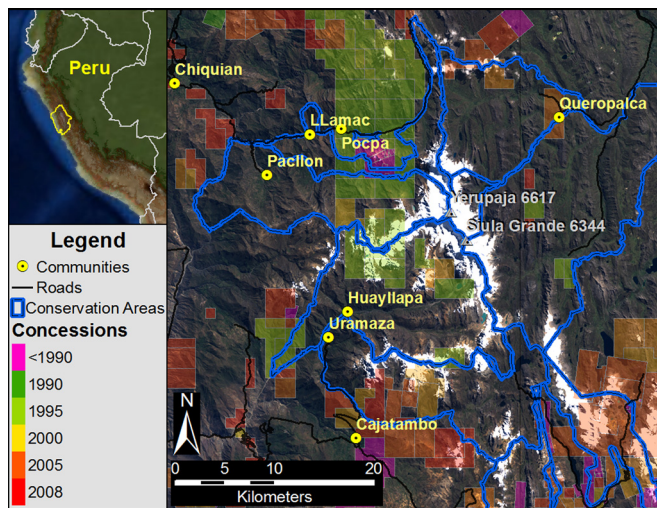 Peru
Chiquian
Queropalca
LLamac
Pocpa
Pacllon
Yerupaja 6617
Siula Grande 6344
Legend
Communities
Roads
Conservation Areas
Concessions
<1990
1990
1995
2000
2005
2008
Huayllapa
Uramaza
Cajatambo
N
0 5 10 20
Kilometers